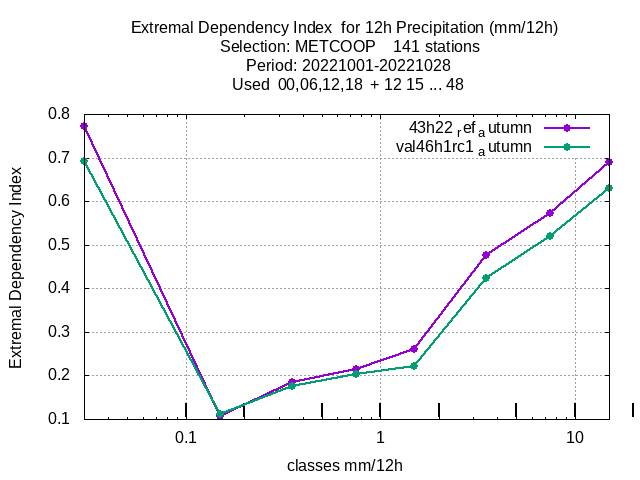 Extremal Dependency Index  for 12h Precipitation (mm/12h)
Selection: METCOOP    141 stations
Period: 20221001-20221028
Used  00,06,12,18  + 12 15 ... 48
43h22 ref autumn
val46h1rc1 autumn
0.8
0.7
0.6
0.5
0.4
0.3
0.2
0.1
Extremal Dependency Index
0.1 1 10
classes mm/12h